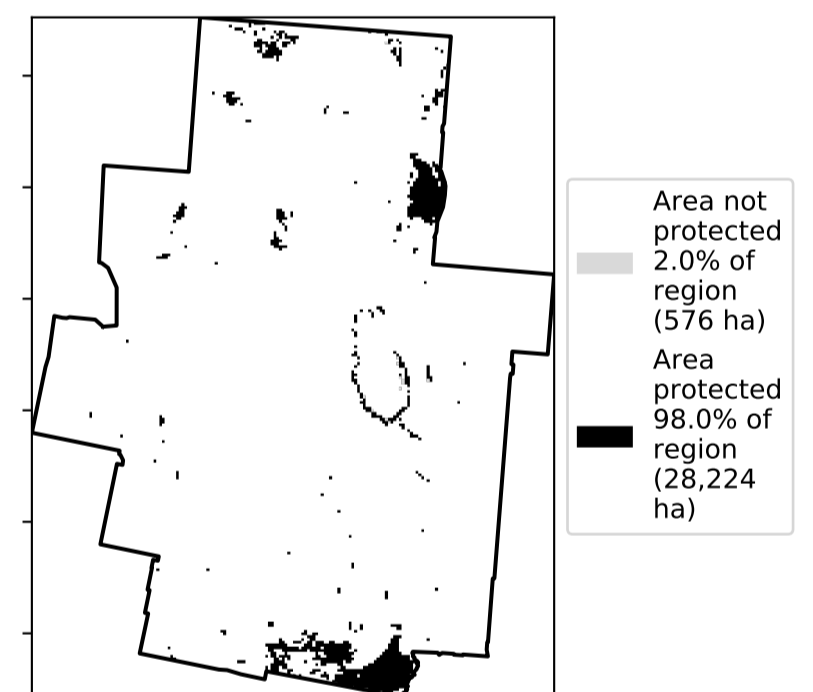 Area not
protected
2.0% of
region
(576 ha)
Area
protected
98.0% of
region
(28,224
ha)